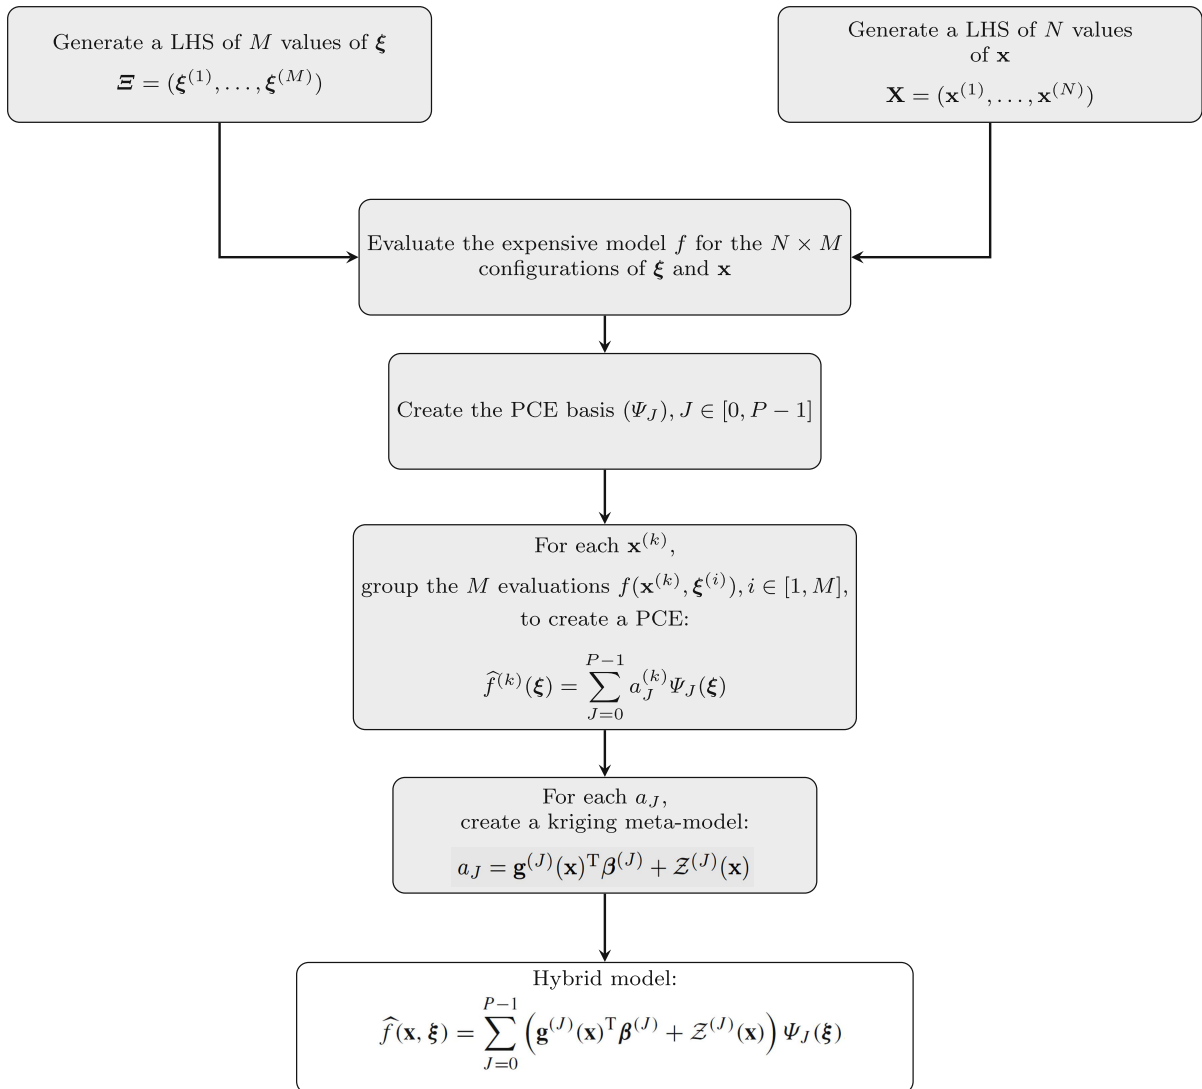 Generate a LHS of M values of ξ
Ξ = (ξ^(1), . . . , ξ^(M))
Generate a LHS of N values
of x
X = (x^(1), . . . , x^(N))
Evaluate the expensive model f for the N × M
configurations of ξ and x
Create the PCE basis (Ψ_J), J ∈ [0, P − 1]
For each x^(k),
group the M evaluations f(x^(k), ξ^(i)), i ∈ [1, M],
to create a PCE:
f̂^(k)(ξ) = ∑_{J=0}^{P−1} a_J^(k) Ψ_J(ξ)
For each a_J,
create a kriging meta-model:
a_J = g^(J)(x)^T β^(J) + 𝒵^(J)(x)
Hybrid model:
f̂(x, ξ) = ∑_{J=0}^{P−1} (g^(J)(x)^T β^(J) + 𝒵^(J)(x)) Ψ_J(ξ)